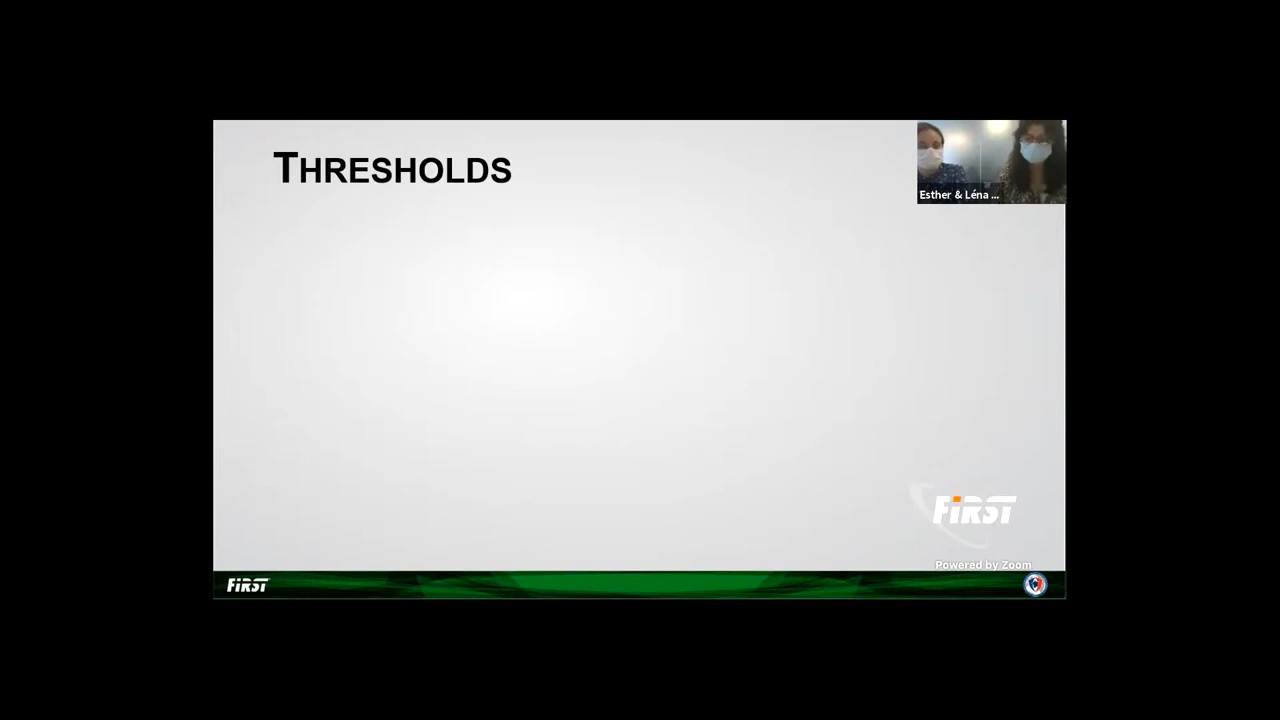 THRESHOLDS
Esther & Léna ...
FiRST
Powered by Zoom
FiRST